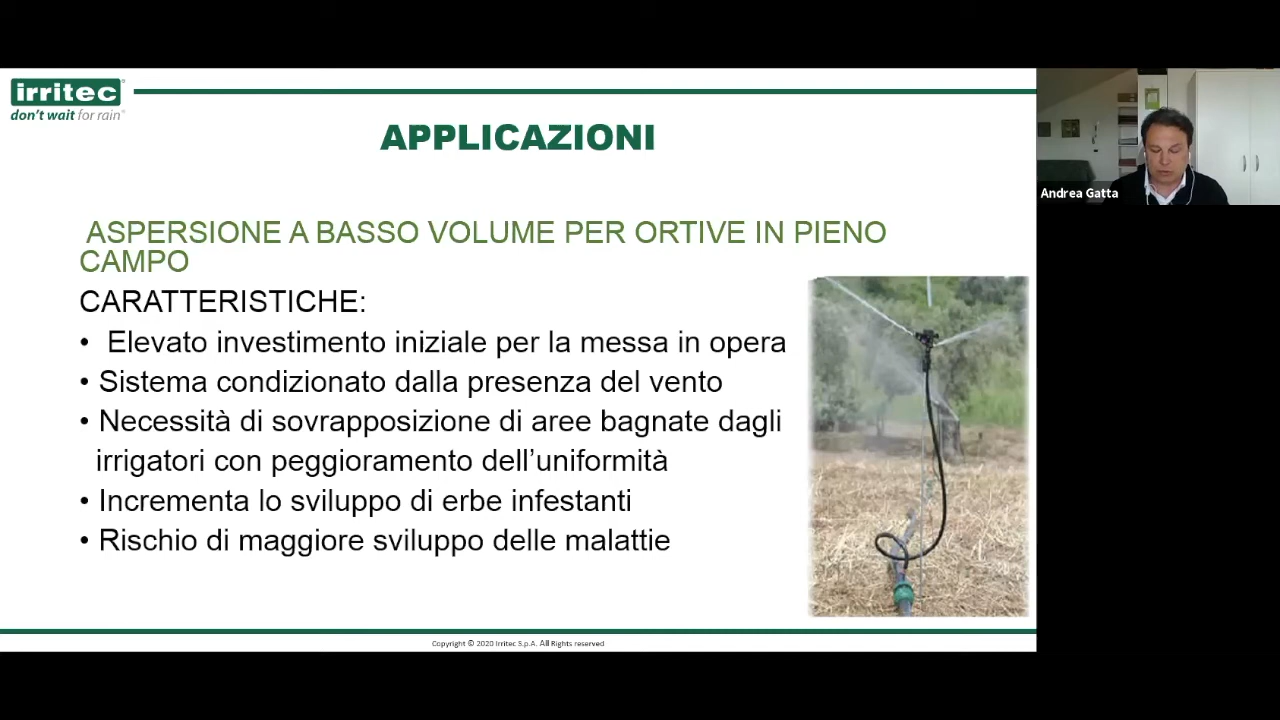 irritec
don't wait for rain
APPLICAZIONI
Andrea Gatta
ASPERSIONE A BASSO VOLUME PER ORTIVE IN PIENO
CAMPO
CARATTERISTICHE:
• Elevato investimento iniziale per la messa in opera
• Sistema condizionato dalla presenza del vento
• Necessità di sovrapposizione di aree bagnate dagli
irrigatori con peggioramento dell'uniformità
• Incrementa lo sviluppo di erbe infestanti
• Rischio di maggiore sviluppo delle malattie
Copyright © 2020 Irritec S.p.A. All Rights reserved